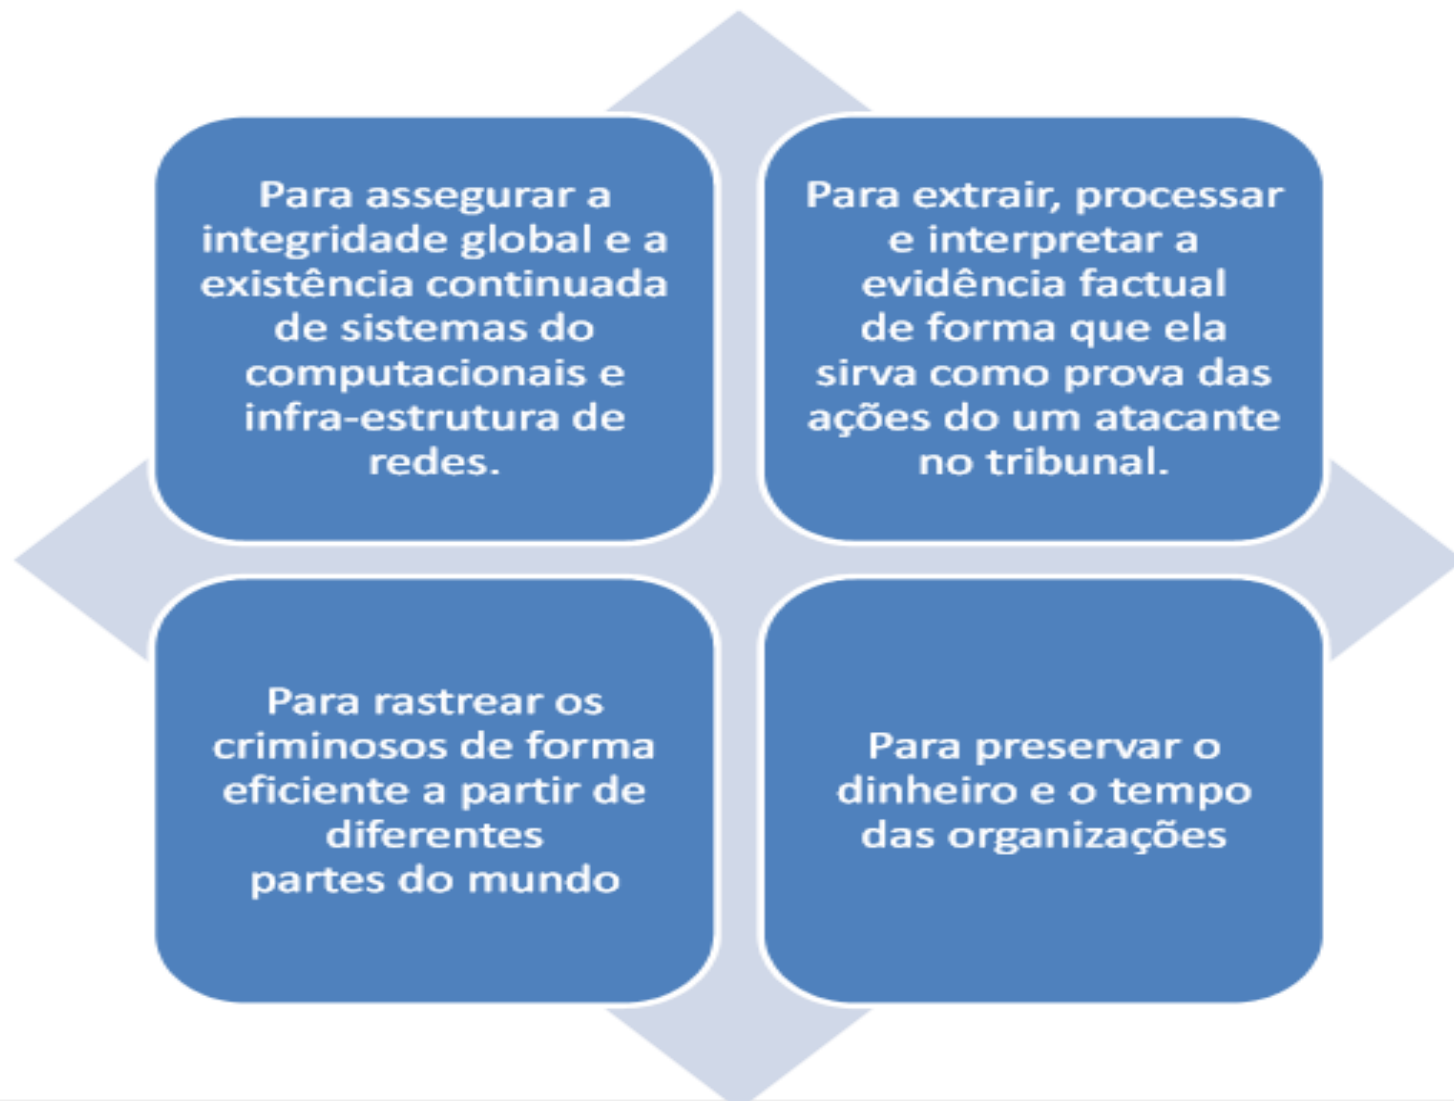 Para assegurar a
integridade global e a
existência continuada
de sistemas do
computacionais e
infra-estrutura de
redes.
Para extrair, processar
e interpretar a
evidência factual
de forma que ela
sirva como prova das
ações do um atacante
no tribunal.
Para rastrear os
criminosos de forma
eficiente a partir de
diferentes
partes do mundo
Para preservar o
dinheiro e o tempo
das organizações